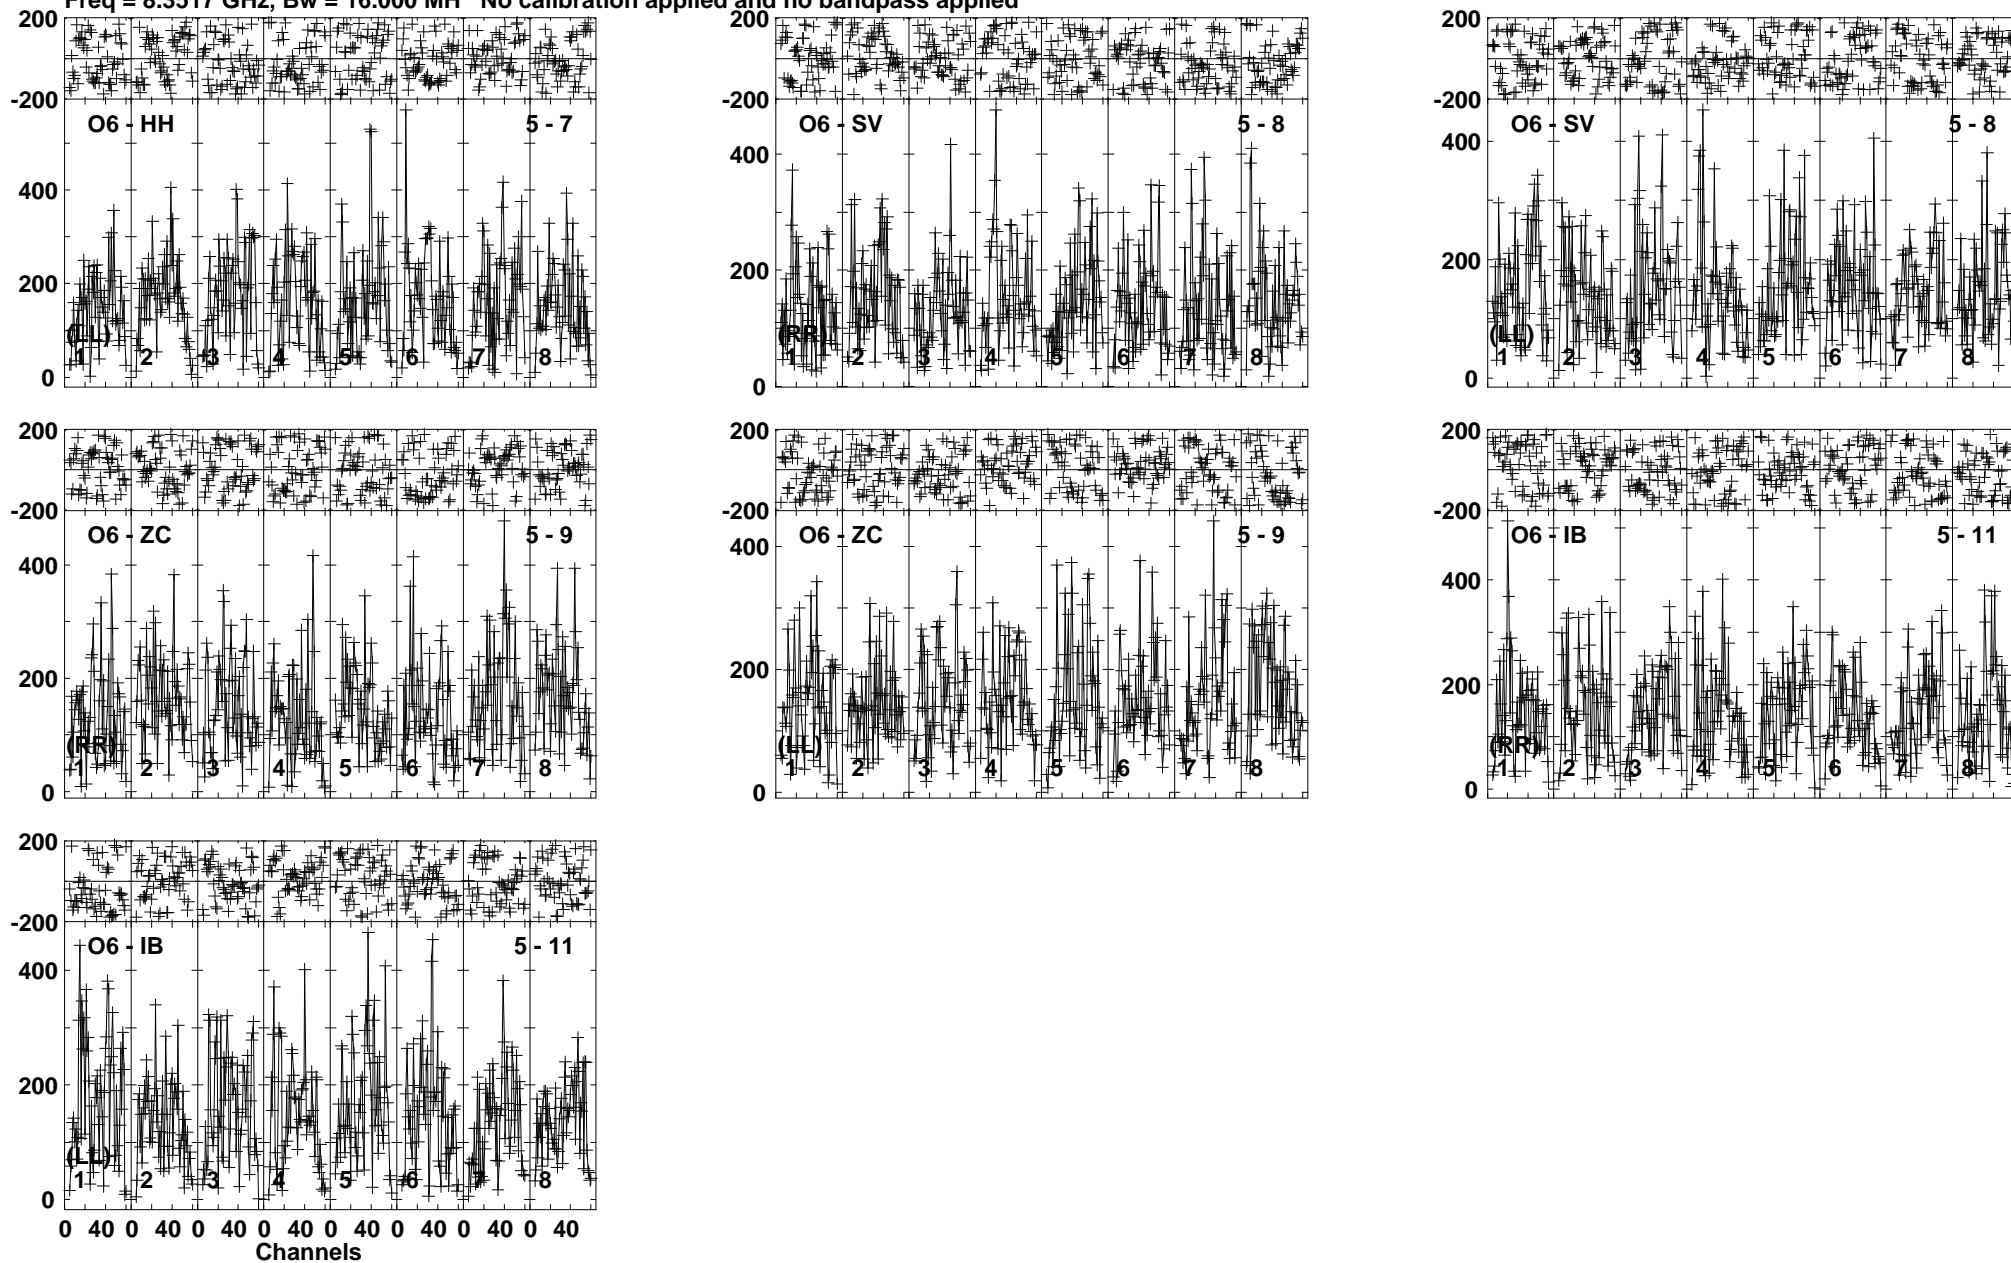 Freq = 8.3517 GHz, Bw = 16.000 MH No calibration applied and no bandpass applied
200
-200
O6 - HH 5 - 7
400
200
0
(LL)
1 2 3 4 5 6 7 8
200
-200
O6 - SV 5 - 8
400
200
0
(RR)
1 2 3 4 5 6 7 8
200
-200
O6 - SV 5 - 8
400
200
0
(LL)
1 2 3 4 5 6 7 8
200
-200
O6 - ZC 5 - 9
400
200
0
(RR)
1 2 3 4 5 6 7 8
200
-200
O6 - ZC 5 - 9
400
200
0
(LL)
1 2 3 4 5 6 7 8
200
-200
O6 - IB 5 - 11
400
200
0
(RR)
1 2 3 4 5 6 7 8
200
-200
O6 - IB 5 - 11
400
200
0
(LL)
1 2 3 4 5 6 7 8
0 40 0 40 0 40 0 40 0 40 0 40 0 40 0 40
Channels